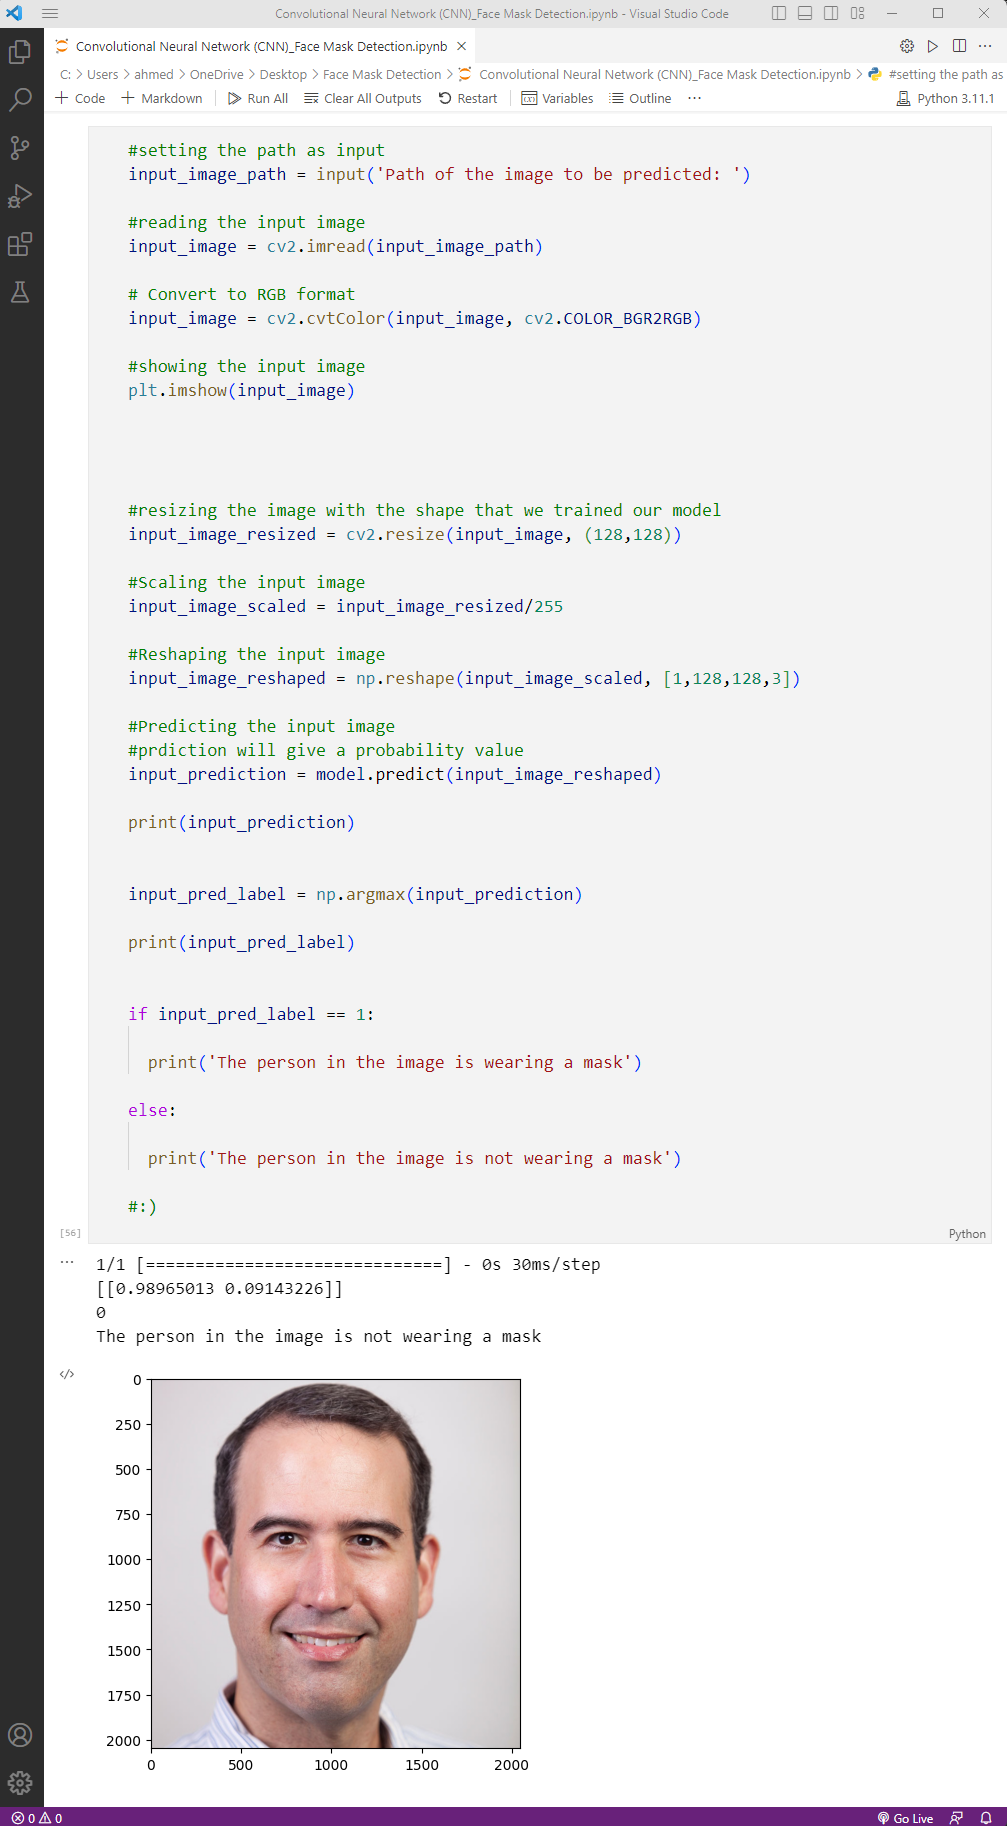 Convolutional Neural Network (CNN)_Face Mask Detection.ipynb - Visual Studio Code
Convolutional Neural Network (CNN)_Face Mask Detection.ipynb
C: > Users > ahmed > OneDrive > Desktop > Face Mask Detection > Convolutional Neural Network (CNN)_Face Mask Detection.ipynb > #setting the path as
+ Code + Markdown Run All Clear All Outputs Restart Variables Outline ... Python 3.11.1
#setting the path as input
input_image_path = input('Path of the image to be predicted: ')
#reading the input image
input_image = cv2.imread(input_image_path)
# Convert to RGB format
input_image = cv2.cvtColor(input_image, cv2.COLOR_BGR2RGB)
#showing the input image
plt.imshow(input_image)
#resizing the image with the shape that we trained our model
input_image_resized = cv2.resize(input_image, (128,128))
#Scaling the input image
input_image_scaled = input_image_resized/255
#Reshaping the input image
input_image_reshaped = np.reshape(input_image_scaled, [1,128,128,3])
#Predicting the input image
#prdiction will give a probability value
input_prediction = model.predict(input_image_reshaped)
print(input_prediction)
input_pred_label = np.argmax(input_prediction)
print(input_pred_label)
if input_pred_label == 1:
print('The person in the image is wearing a mask')
else:
print('The person in the image is not wearing a mask')
#:)
[56] Python
1/1 [==============================] - 0s 30ms/step
[[0.98965013 0.09143226]]
0
The person in the image is not wearing a mask
0
250
500
750
1000
1250
1500
1750
2000
0 500 1000 1500 2000
0 0 Go Live